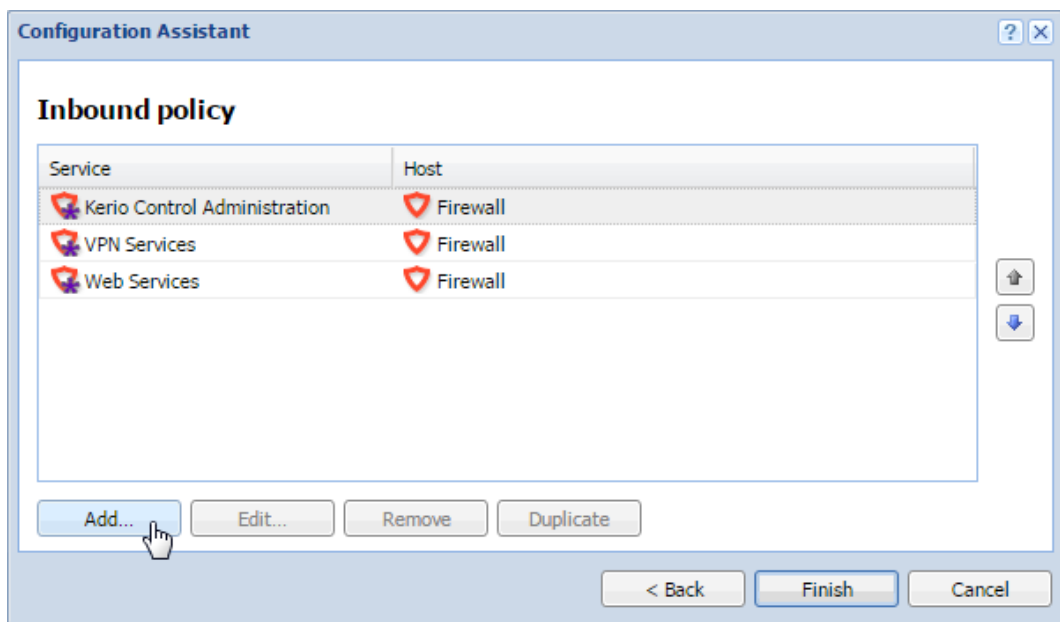 Configuration Assistant
Inbound policy
Service Host
Kerio Control Administration Firewall
VPN Services Firewall
Web Services Firewall
Add... Edit... Remove Duplicate
< Back Finish Cancel